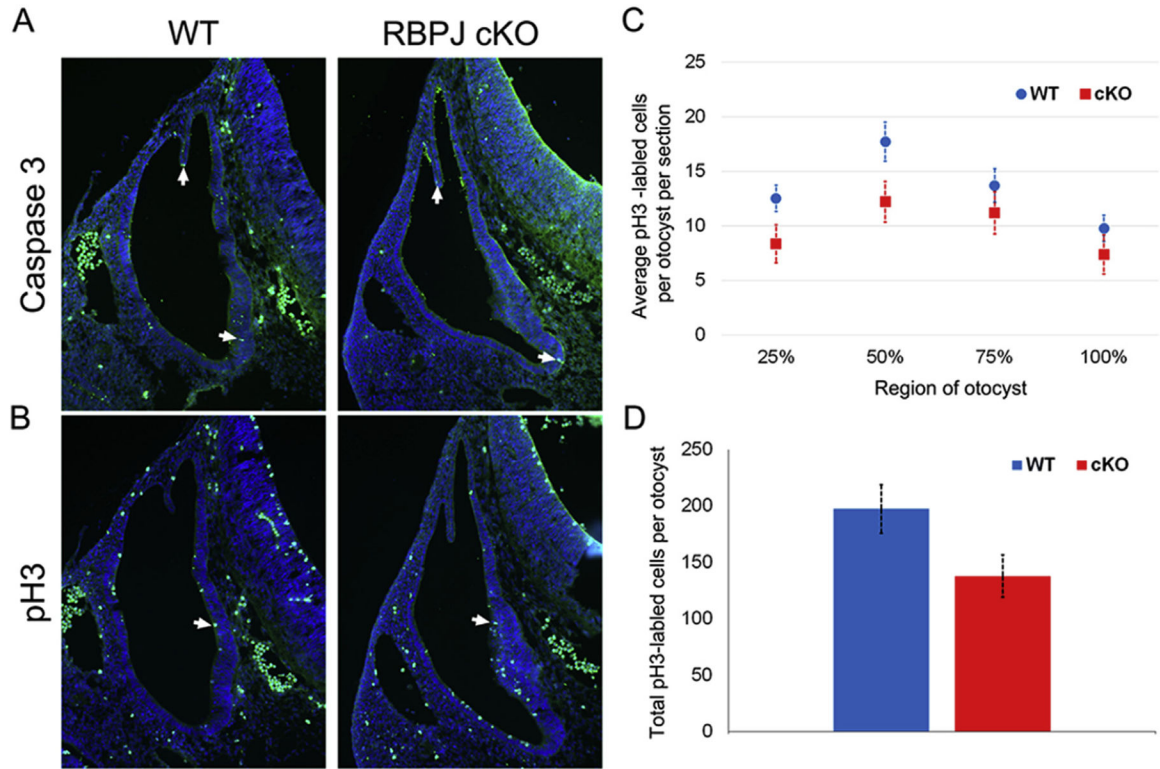 A
WT
RBPJ cKO
Caspase 3
B
pH3
C
Average pH3 -labled cells
per otocyst per section
25
20
15
10
5
0
WT
cKO
25%
50%
75%
100%
Region of otocyst
D
Total pH3-labled cells per otocyst
250
200
150
100
50
0
WT
cKO